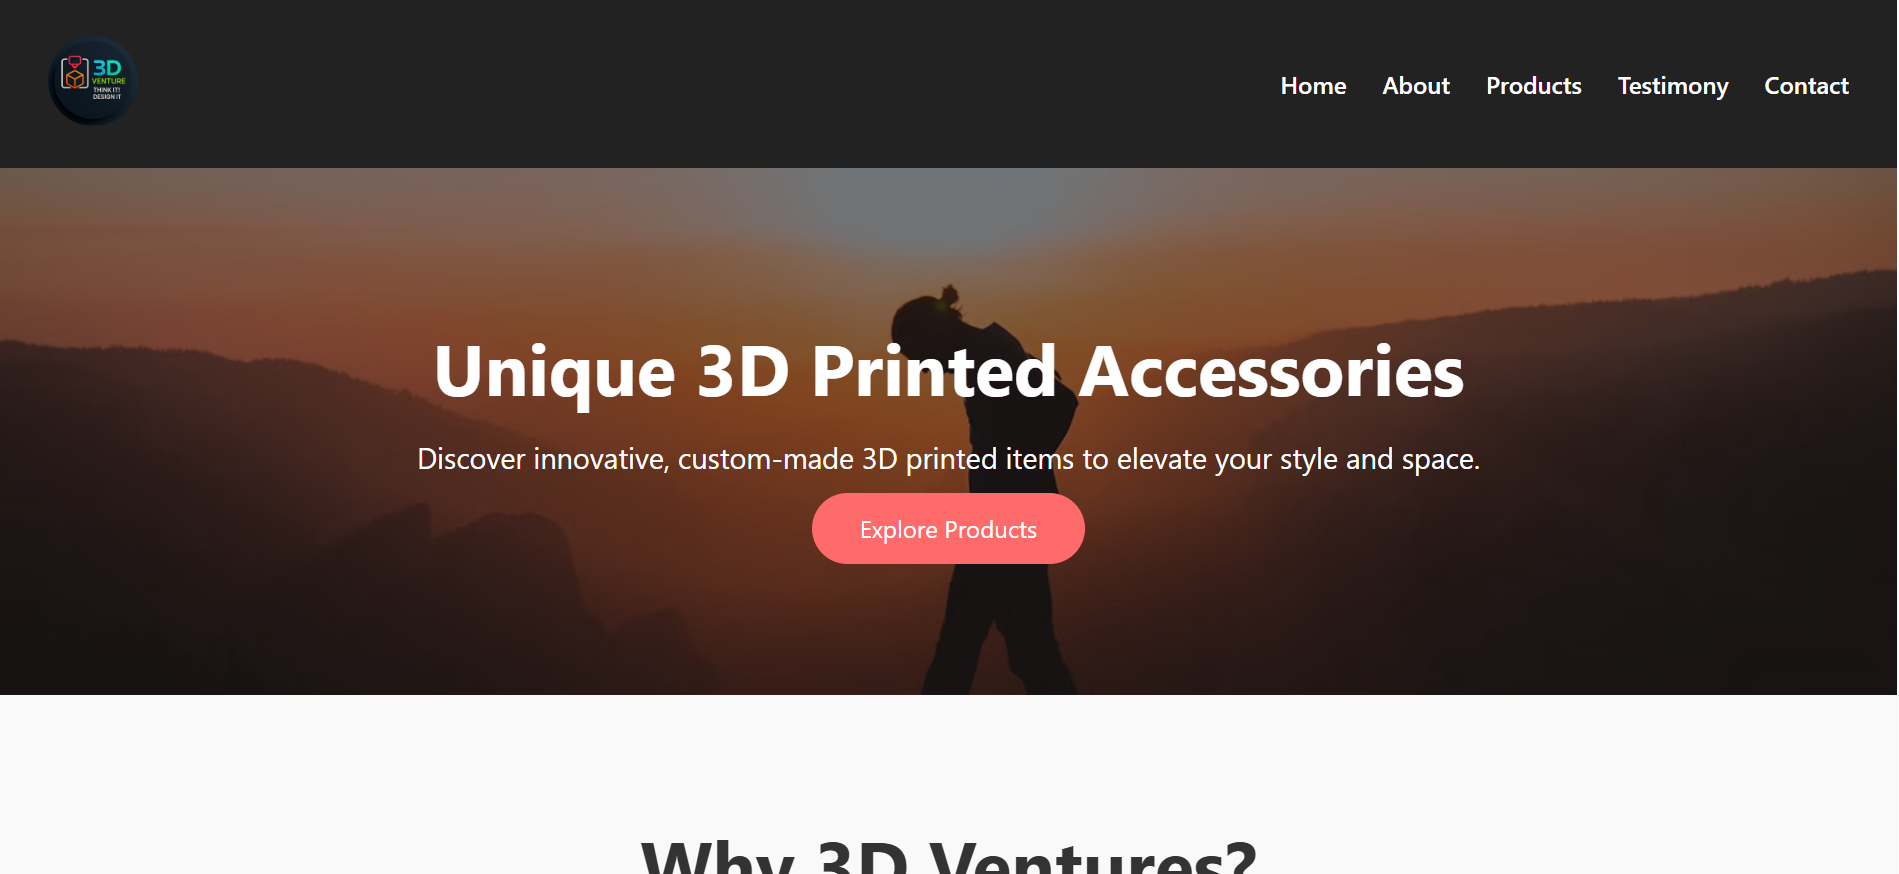 3D
VENTURE
THINK IT!
DESIGN IT
Home About Products Testimony Contact
Unique 3D Printed Accessories
Discover innovative, custom-made 3D printed items to elevate your style and space.
Explore Products
Why 3D Ventures?